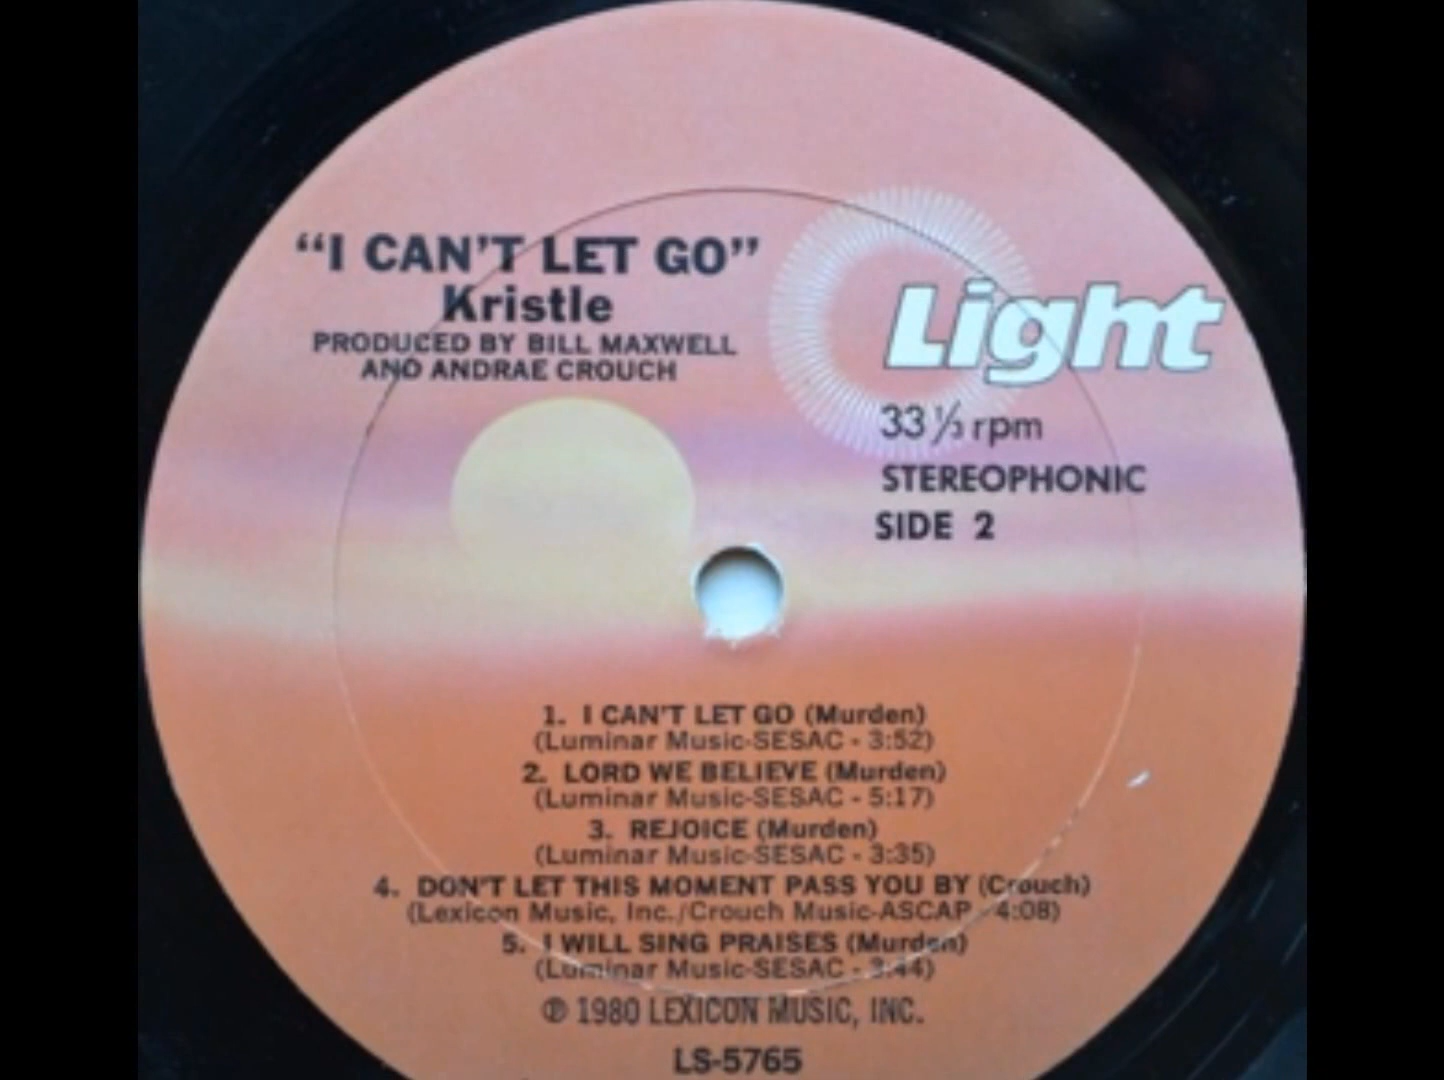 “I CAN’T LET GO”
Kristle
PRODUCED BY BILL MAXWELL
AND ANDRAE CROUCH
Light
33 ⅓ rpm
STEREOPHONIC
SIDE 2
1. I CAN'T LET GO (Murden)
(Luminar Music-SESAC - 3:52)
2. LORD WE BELIEVE (Murden)
(Luminar Music-SESAC - 5:17)
3. REJOICE (Murden)
(Luminar Music-SESAC - 3:35)
4. DON'T LET THIS MOMENT PASS YOU BY (Crouch)
(Lexicon Music, Inc./Crouch Music-ASCAP - 4:08)
5. I WILL SING PRAISES (Murden)
(Luminar Music-SESAC - 3:44)
℗ 1980 LEXICON MUSIC, INC.
LS-5765